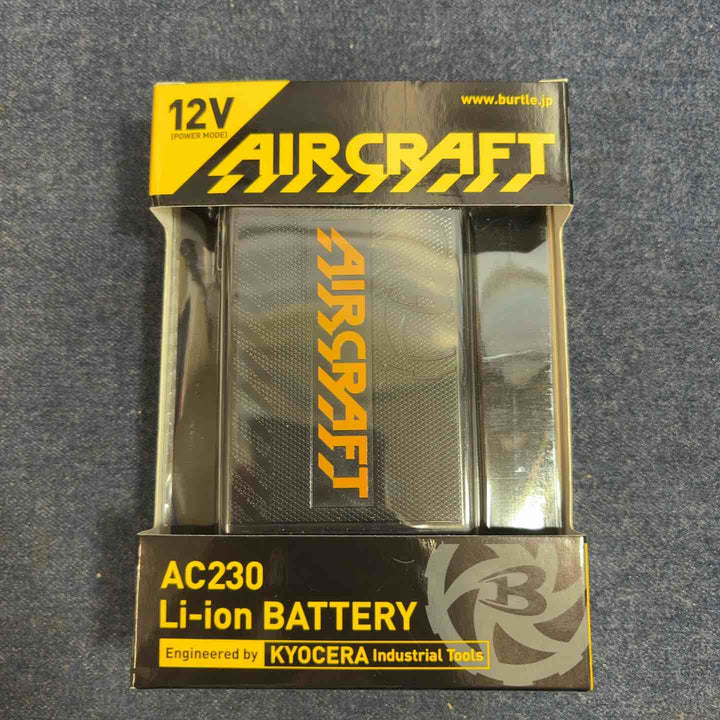 12V
[POWER MODE]
www.burtle.jp
AIRCRAFT
AIRCRAFT
AC230
Li-ion BATTERY
Engineered by KYOCERA Industrial Tools
B